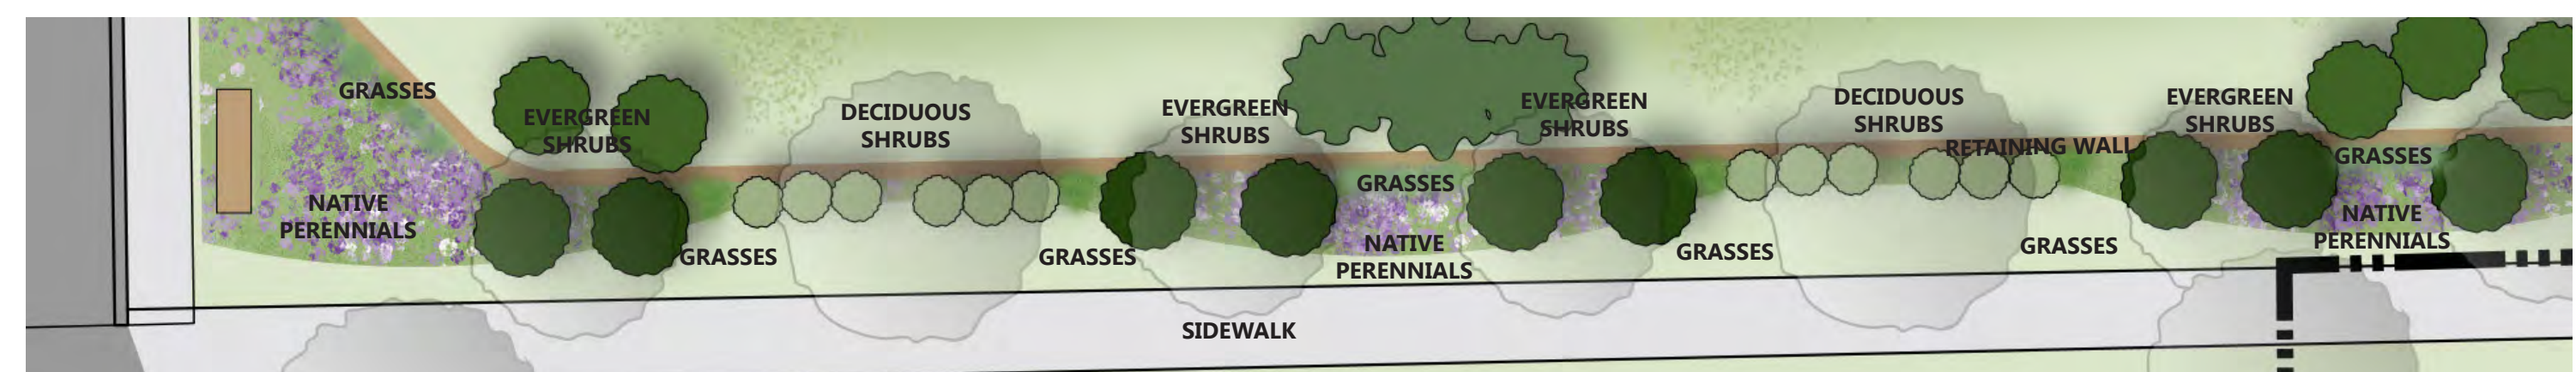 GRASSES
EVERGREEN
SHRUBS
NATIVE
PERENNIALS
GRASSES
DECIDUOUS
SHRUBS
GRASSES
EVERGREEN
SHRUBS
GRASSES
NATIVE
PERENNIALS
EVERGREEN
SHRUBS
GRASSES
DECIDUOUS
SHRUBS
RETAINING WALL
GRASSES
EVERGREEN
SHRUBS
GRASSES
NATIVE
PERENNIALS
SIDEWALK